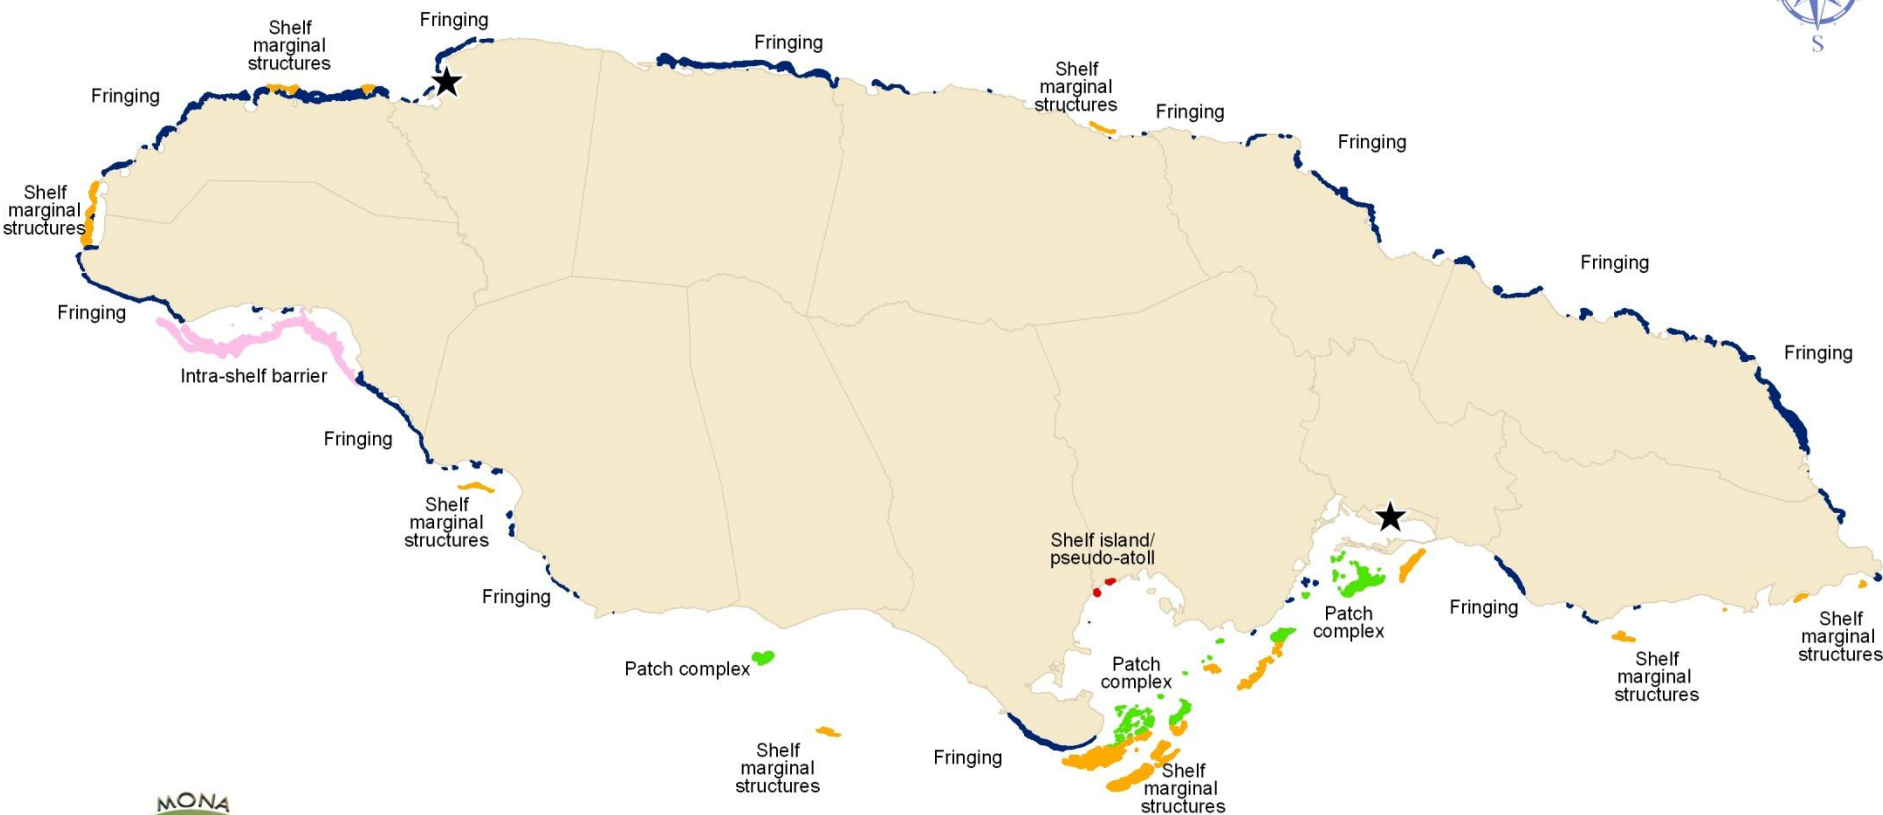 Fringing
Shelf
marginal
structures
Fringing
Shelf
marginal
structures
Fringing
Fringing
Fringing
Shelf
marginal
structures
S
Fringing
Fringing
Fringing
Intra-shelf barrier
Fringing
Fringing
Shelf
marginal
structures
Shelf island/
pseudo-atoll
Fringing
Fringing
Patch
complex
Shelf
marginal
structures
Patch complex
Patch
complex
Shelf
marginal
structures
Shelf
marginal
structures
Fringing
Shelf
marginal
structures
MONA